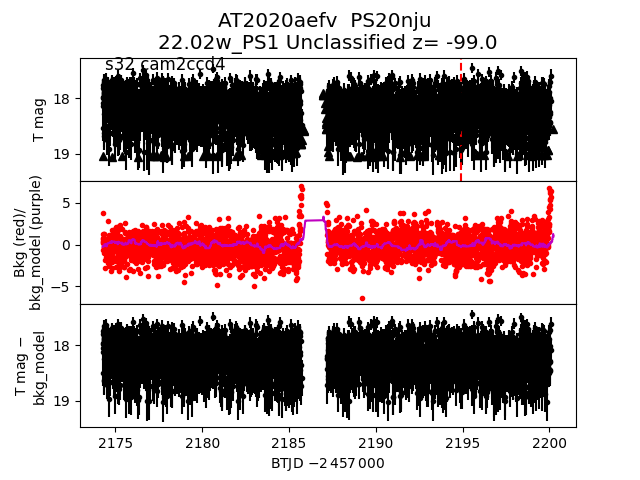 AT2020aefv PS20nju
22.02w_PS1 Unclassified z= -99.0
s32 cam2ccd4
18
19
T mag
5
0
−5
Bkg (red)/
bkg_model (purple)
18
19
T mag −
bkg_model
2175 2180 2185 2190 2195 2200
BTJD −2 457 000